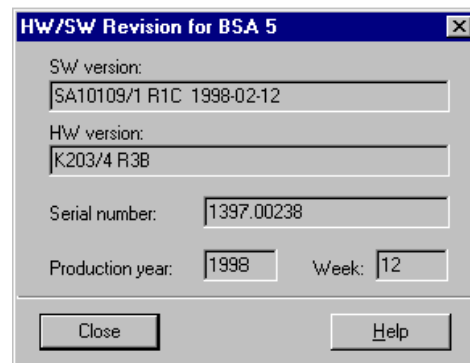 HW/SW Revision for BSA 5
SW version:
SA10109/1 R1C 1998-02-12
HW version:
K203/4 R3B
Serial number: 1397.00238
Production year: 1998 Week: 12
Close Help